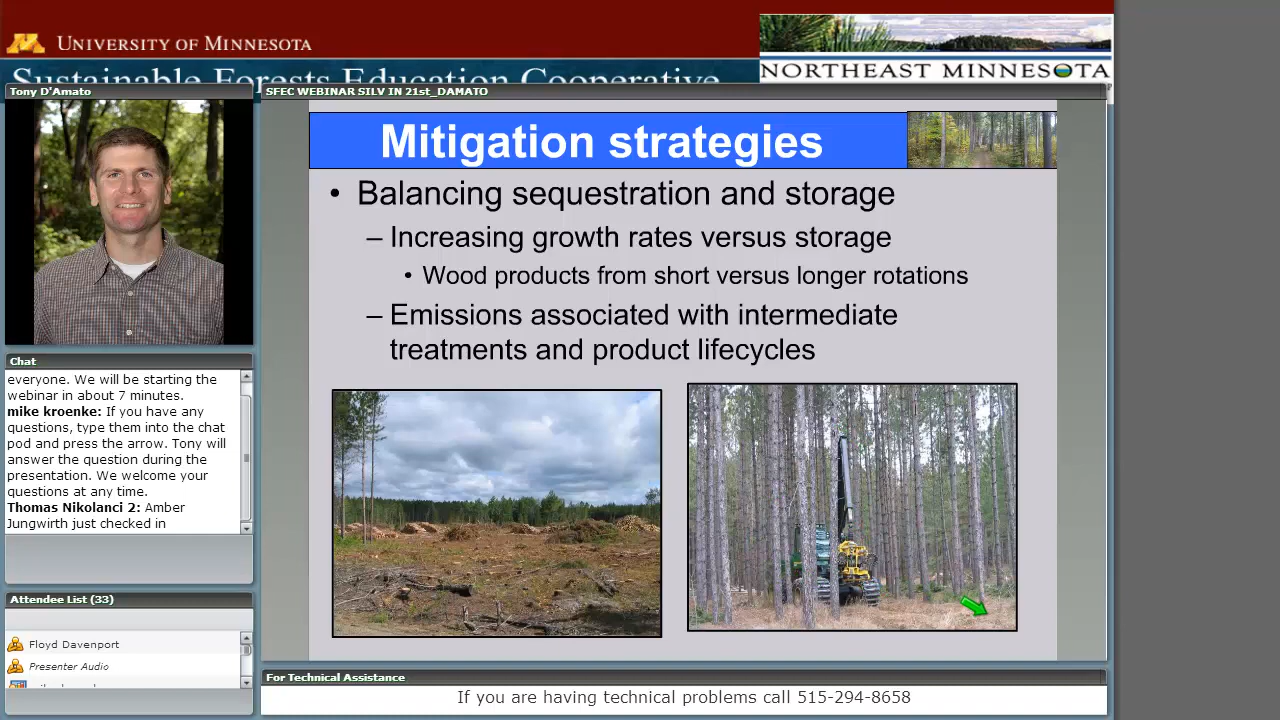 UNIVERSITY OF MINNESOTA
Sustainable Forests Education Cooperative
NORTHEAST MINNESOTA
Tony D'Amato
SFEC WEBINAR SILV IN 21st_DAMATO
Mitigation strategies
• Balancing sequestration and storage
– Increasing growth rates versus storage
• Wood products from short versus longer rotations
– Emissions associated with intermediate
treatments and product lifecycles
Chat
everyone. We will be starting the
webinar in about 7 minutes.
mike kroenke: If you have any
questions, type them into the chat
pod and press the arrow. Tony will
answer the question during the
presentation. We welcome your
questions at any time.
Thomas Nikolanci 2: Amber
Jungwirth just checked in
Attendee List (33)
Floyd Davenport
Presenter Audio
For Technical Assistance
If you are having technical problems call 515-294-8658